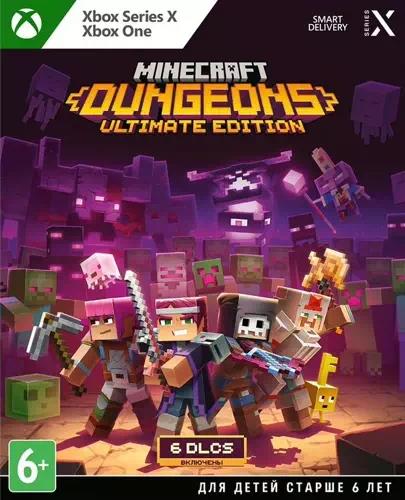 Xbox Series X
Xbox One
SMART
DELIVERY
SERIES X
MINECRAFT
DUNGEONS
ULTIMATE EDITION
6 DLCS
ВКЛЮЧЕНЫ
6+
ДЛЯ ДЕТЕЙ СТАРШЕ 6 ЛЕТ